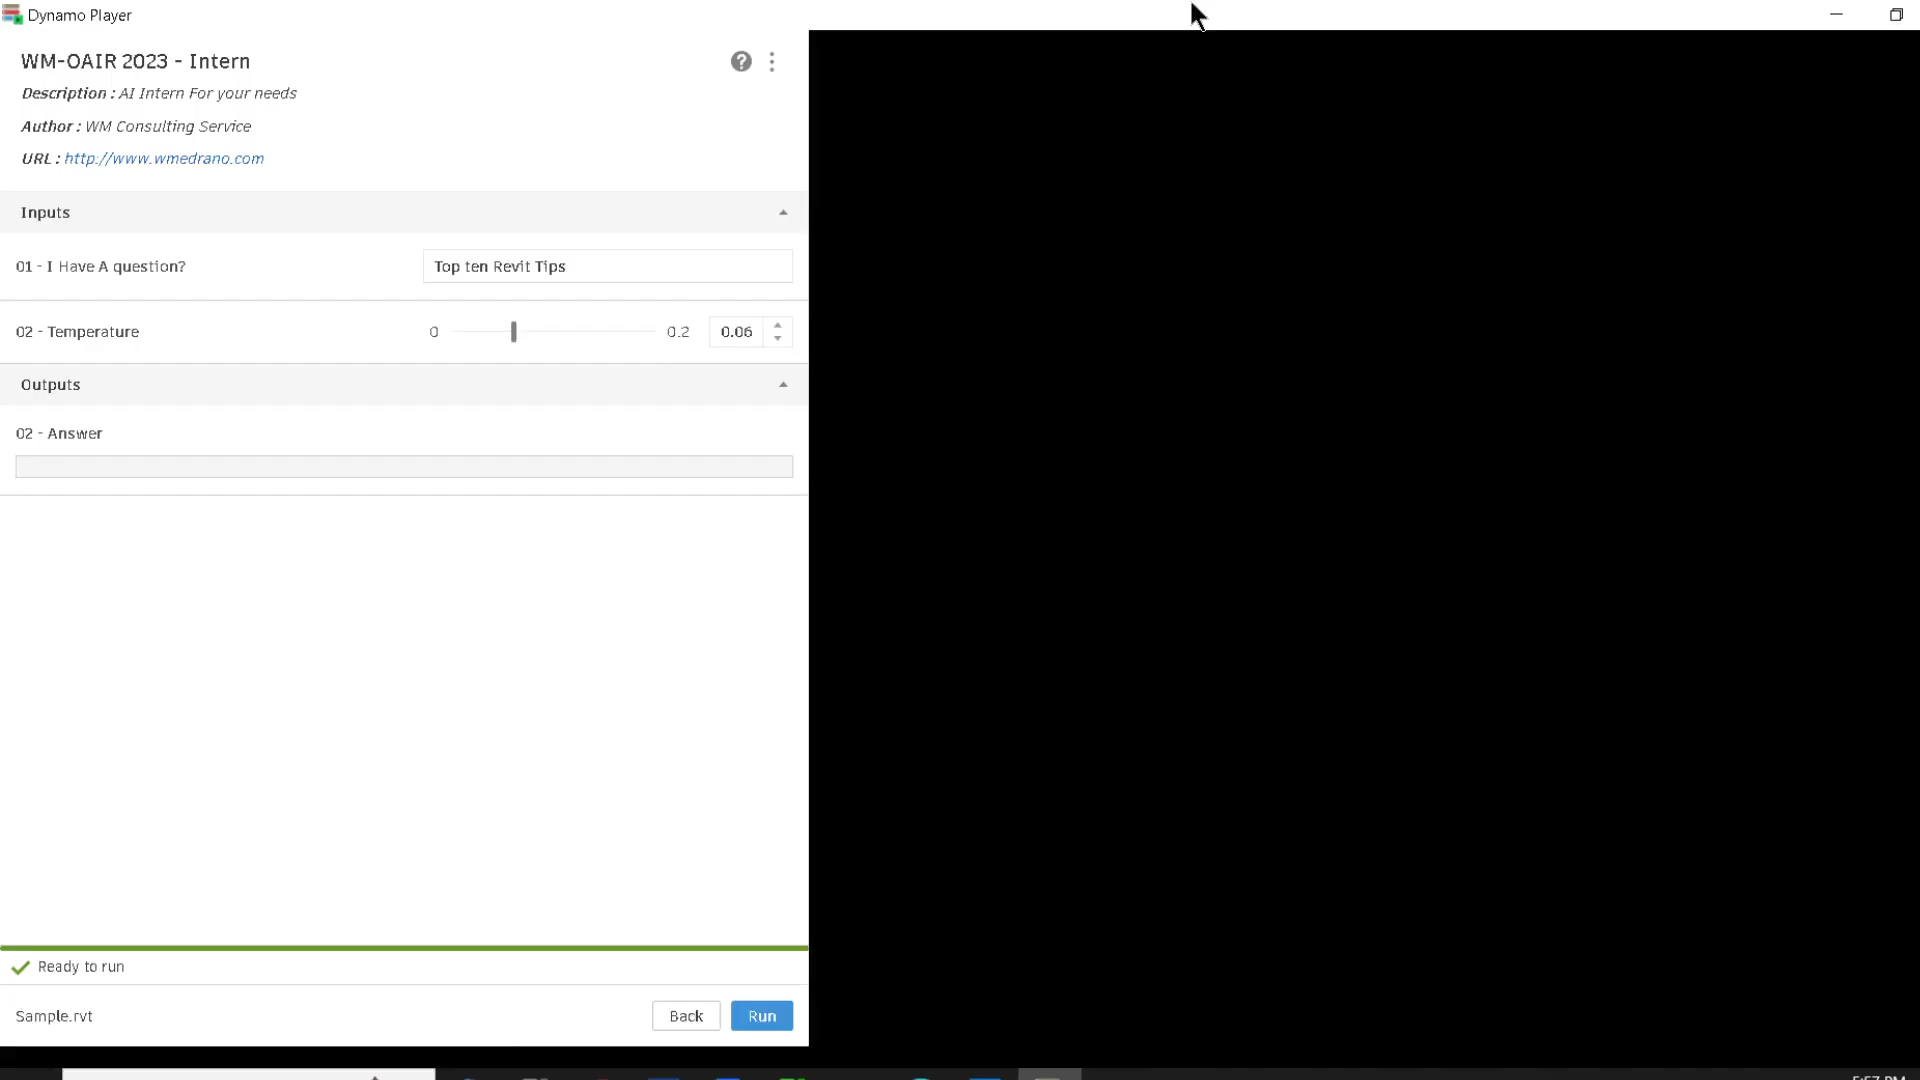 Dynamo Player
WM-OAIR 2023 - Intern
Description : AI Intern For your needs
Author : WM Consulting Service
URL : http://www.wmedrano.com
Inputs
01 - I Have A question?
Top ten Revit Tips
02 - Temperature
0
0.2
0.06
Outputs
02 - Answer
Ready to run
Sample.rvt
Back
Run